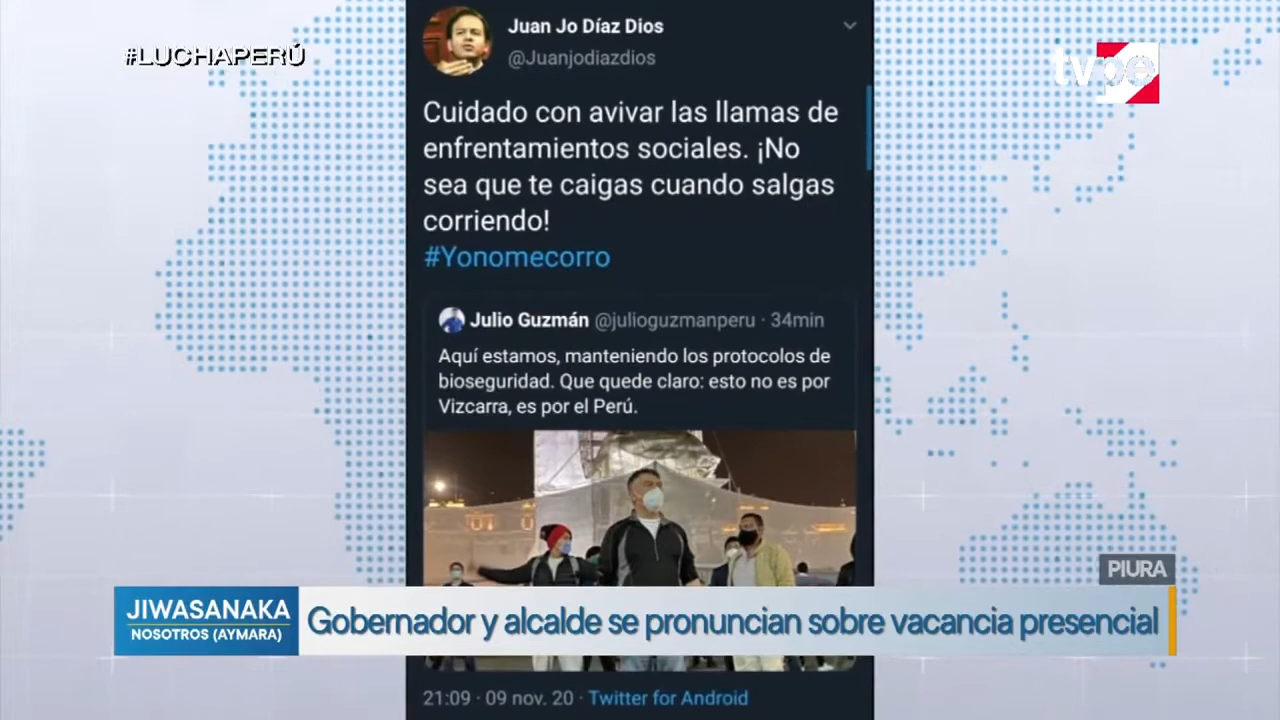 #LUCHAPERÚ
tvpe
Juan Jo Díaz Dios
@Juanjodiazdios
Cuidado con avivar las llamas de
enfrentamientos sociales. ¡No
sea que te caigas cuando salgas
corriendo!
#Yonomecorro
Julio Guzmán @julioguzmanperu · 34min
Aquí estamos, manteniendo los protocolos de
bioseguridad. Que quede claro: esto no es por
Vizcarra, es por el Perú.
PIURA
JIWASANAKA
NOSOTROS (AYMARA)
Gobernador y alcalde se pronuncian sobre vacancia presencial
21:09 · 09 nov. 20 · Twitter for Android